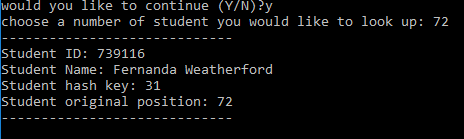 would you like to continue (Y/N)?y
choose a number of student you would like to look up: 72
-----------------------------
Student ID: 739116
Student Name: Fernanda Weatherford
Student hash key: 31
Student original position: 72
-----------------------------